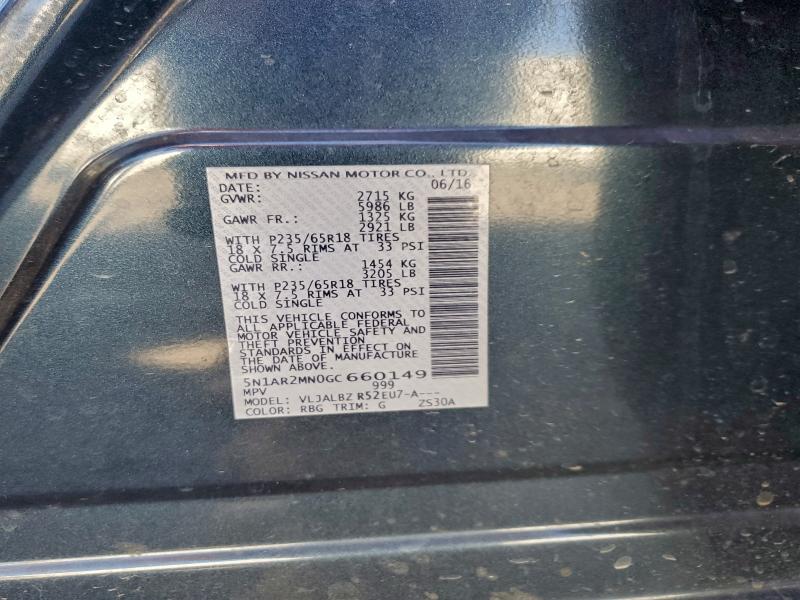 MFD BY NISSAN MOTOR CO., LTD.
DATE: 06/16
GVWR: 2715 KG
5986 LB
GAWR FR.: 1325 KG
2921 LB
WITH P235/65R18 TIRES
18 X 7.5 RIMS AT 33 PSI
COLD SINGLE
GAWR RR.: 1454 KG
3205 LB
WITH P235/65R18 TIRES
18 X 7.5 RIMS AT 33 PSI
COLD SINGLE
THIS VEHICLE CONFORMS TO
ALL APPLICABLE FEDERAL
MOTOR VEHICLE SAFETY AND
THEFT PREVENTION
STANDARDS IN EFFECT ON
THE DATE OF MANUFACTURE
SHOWN ABOVE.
5N1AR2MN0GC660149
MPV 999
MODEL: VLJALBZ R52EU7-A---
COLOR: RBG TRIM: G ZS30A